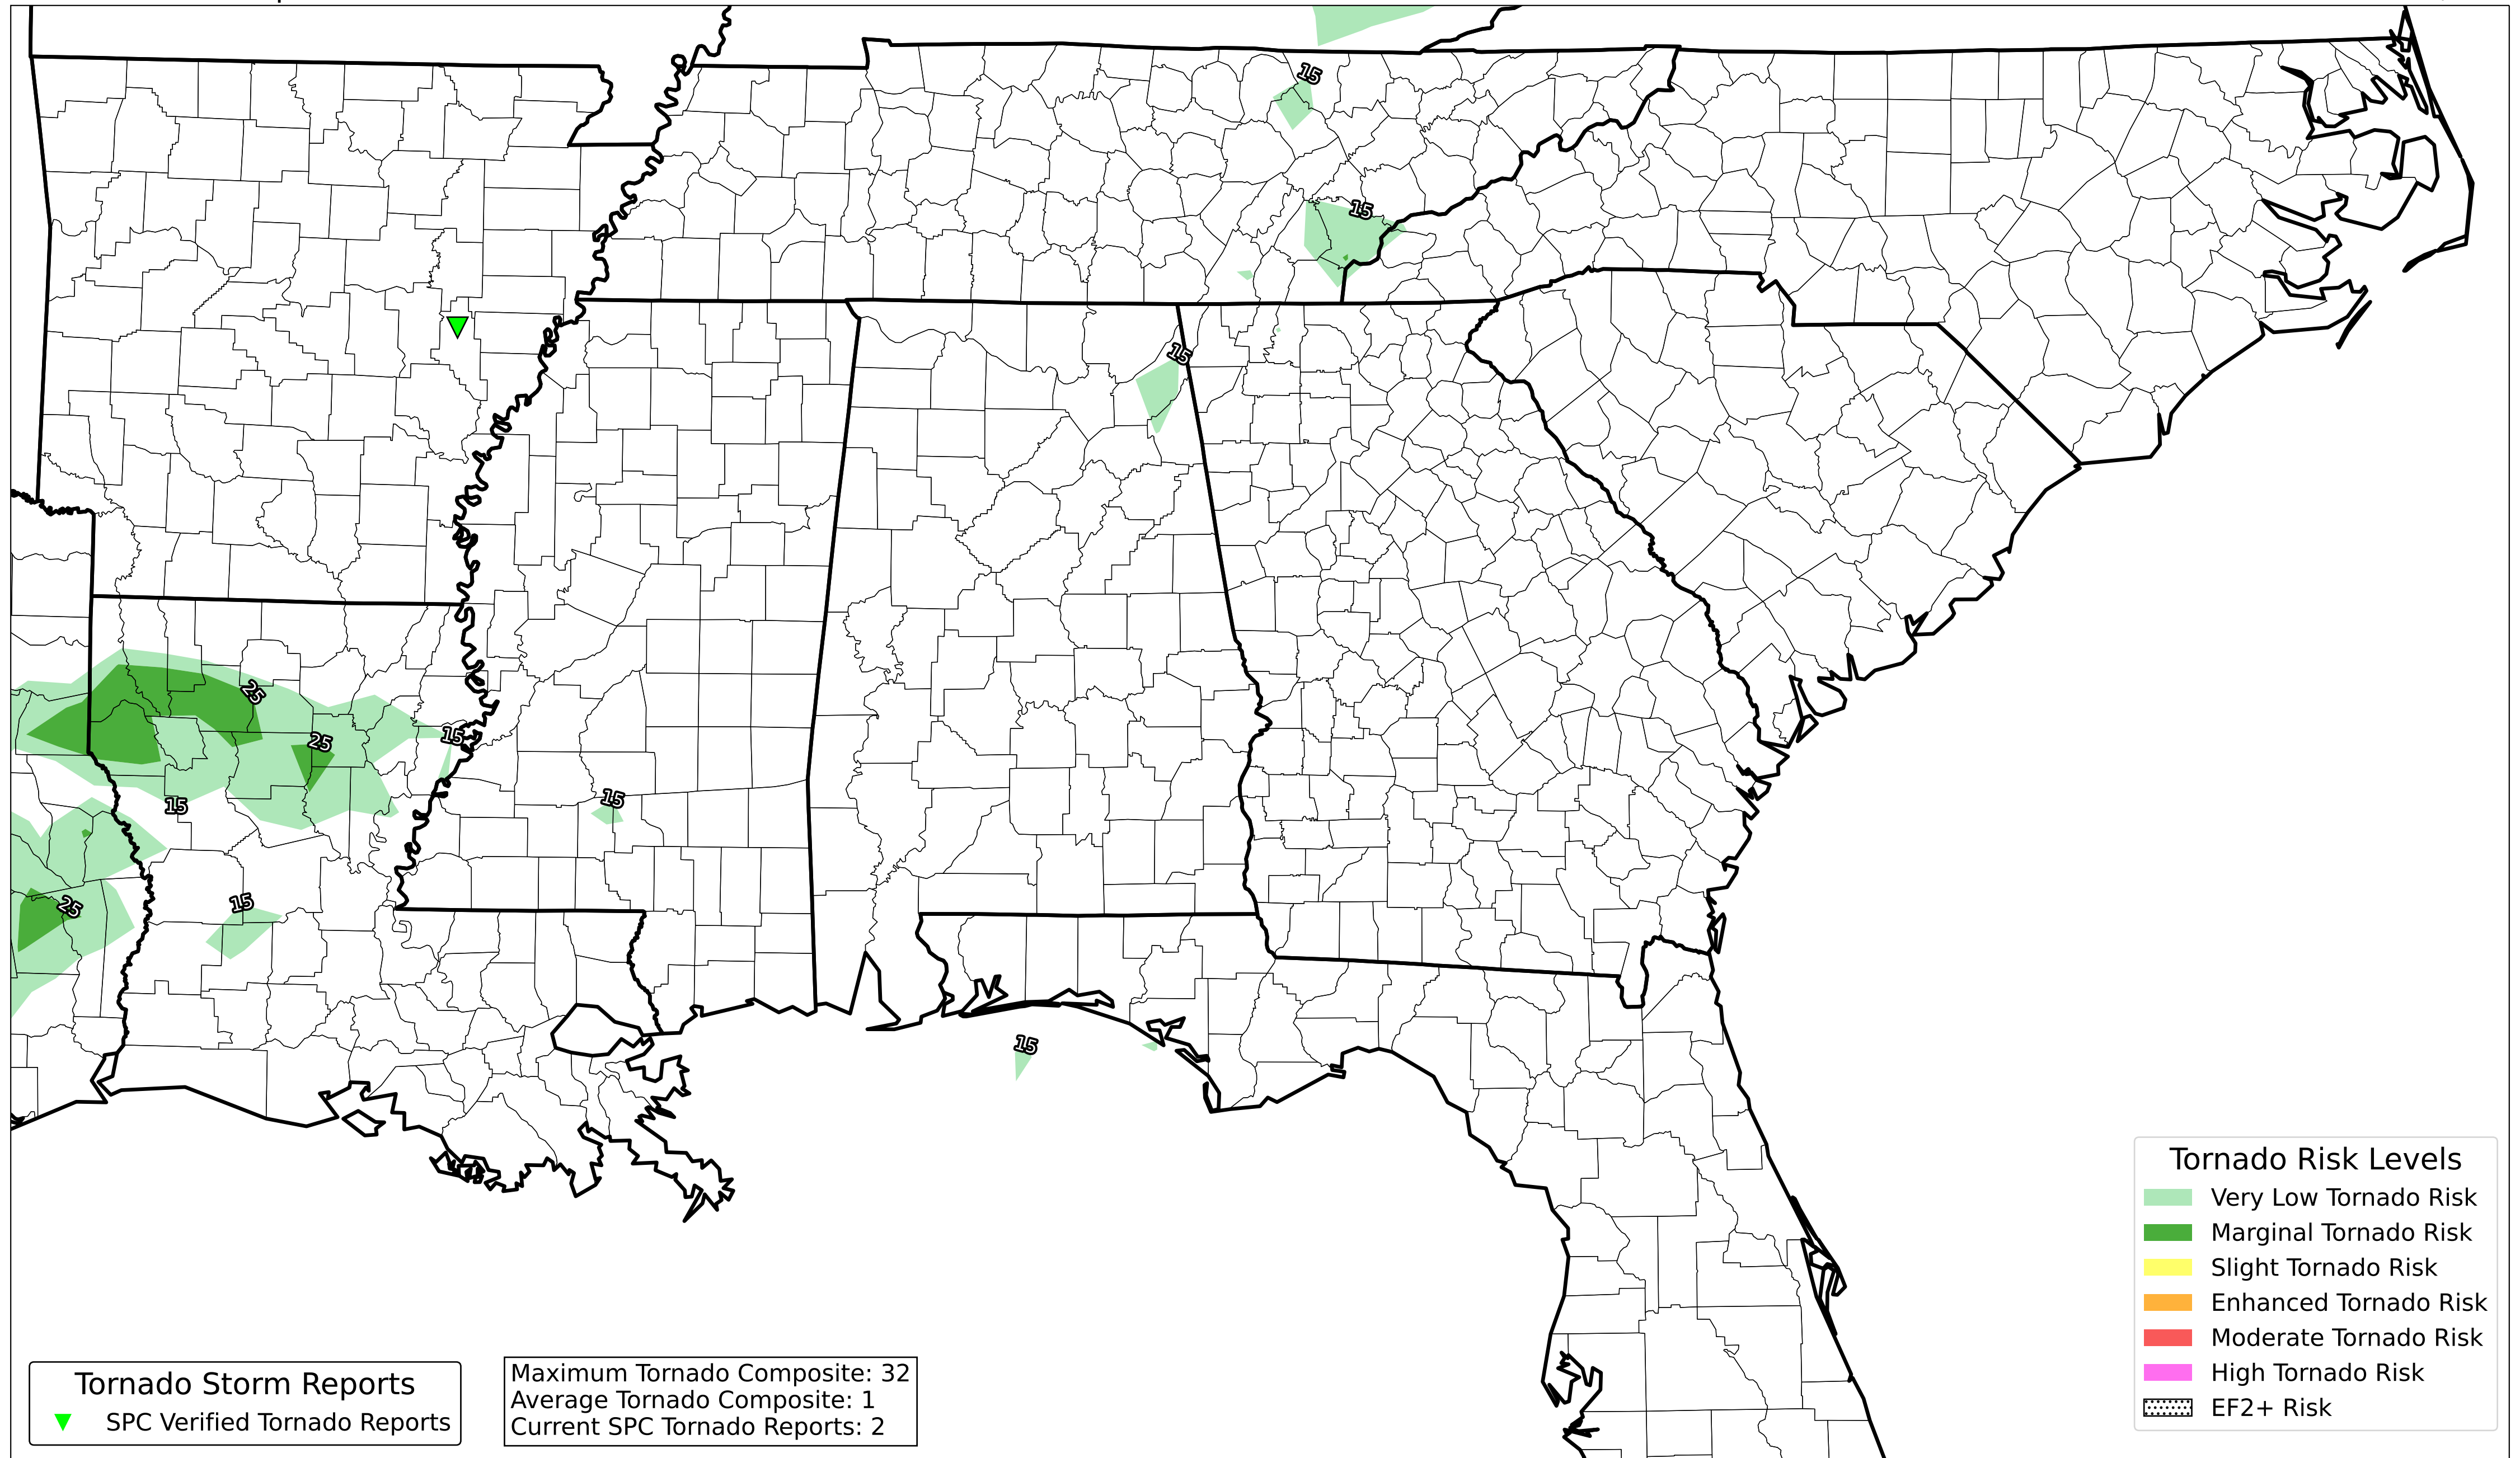 15
15
15
25
25
15
15
15
25
15
15
Tornado Risk Levels
Very Low Tornado Risk
Marginal Tornado Risk
Slight Tornado Risk
Enhanced Tornado Risk
Moderate Tornado Risk
High Tornado Risk
EF2+ Risk
Tornado Storm Reports
SPC Verified Tornado Reports
Maximum Tornado Composite: 32
Average Tornado Composite: 1
Current SPC Tornado Reports: 2